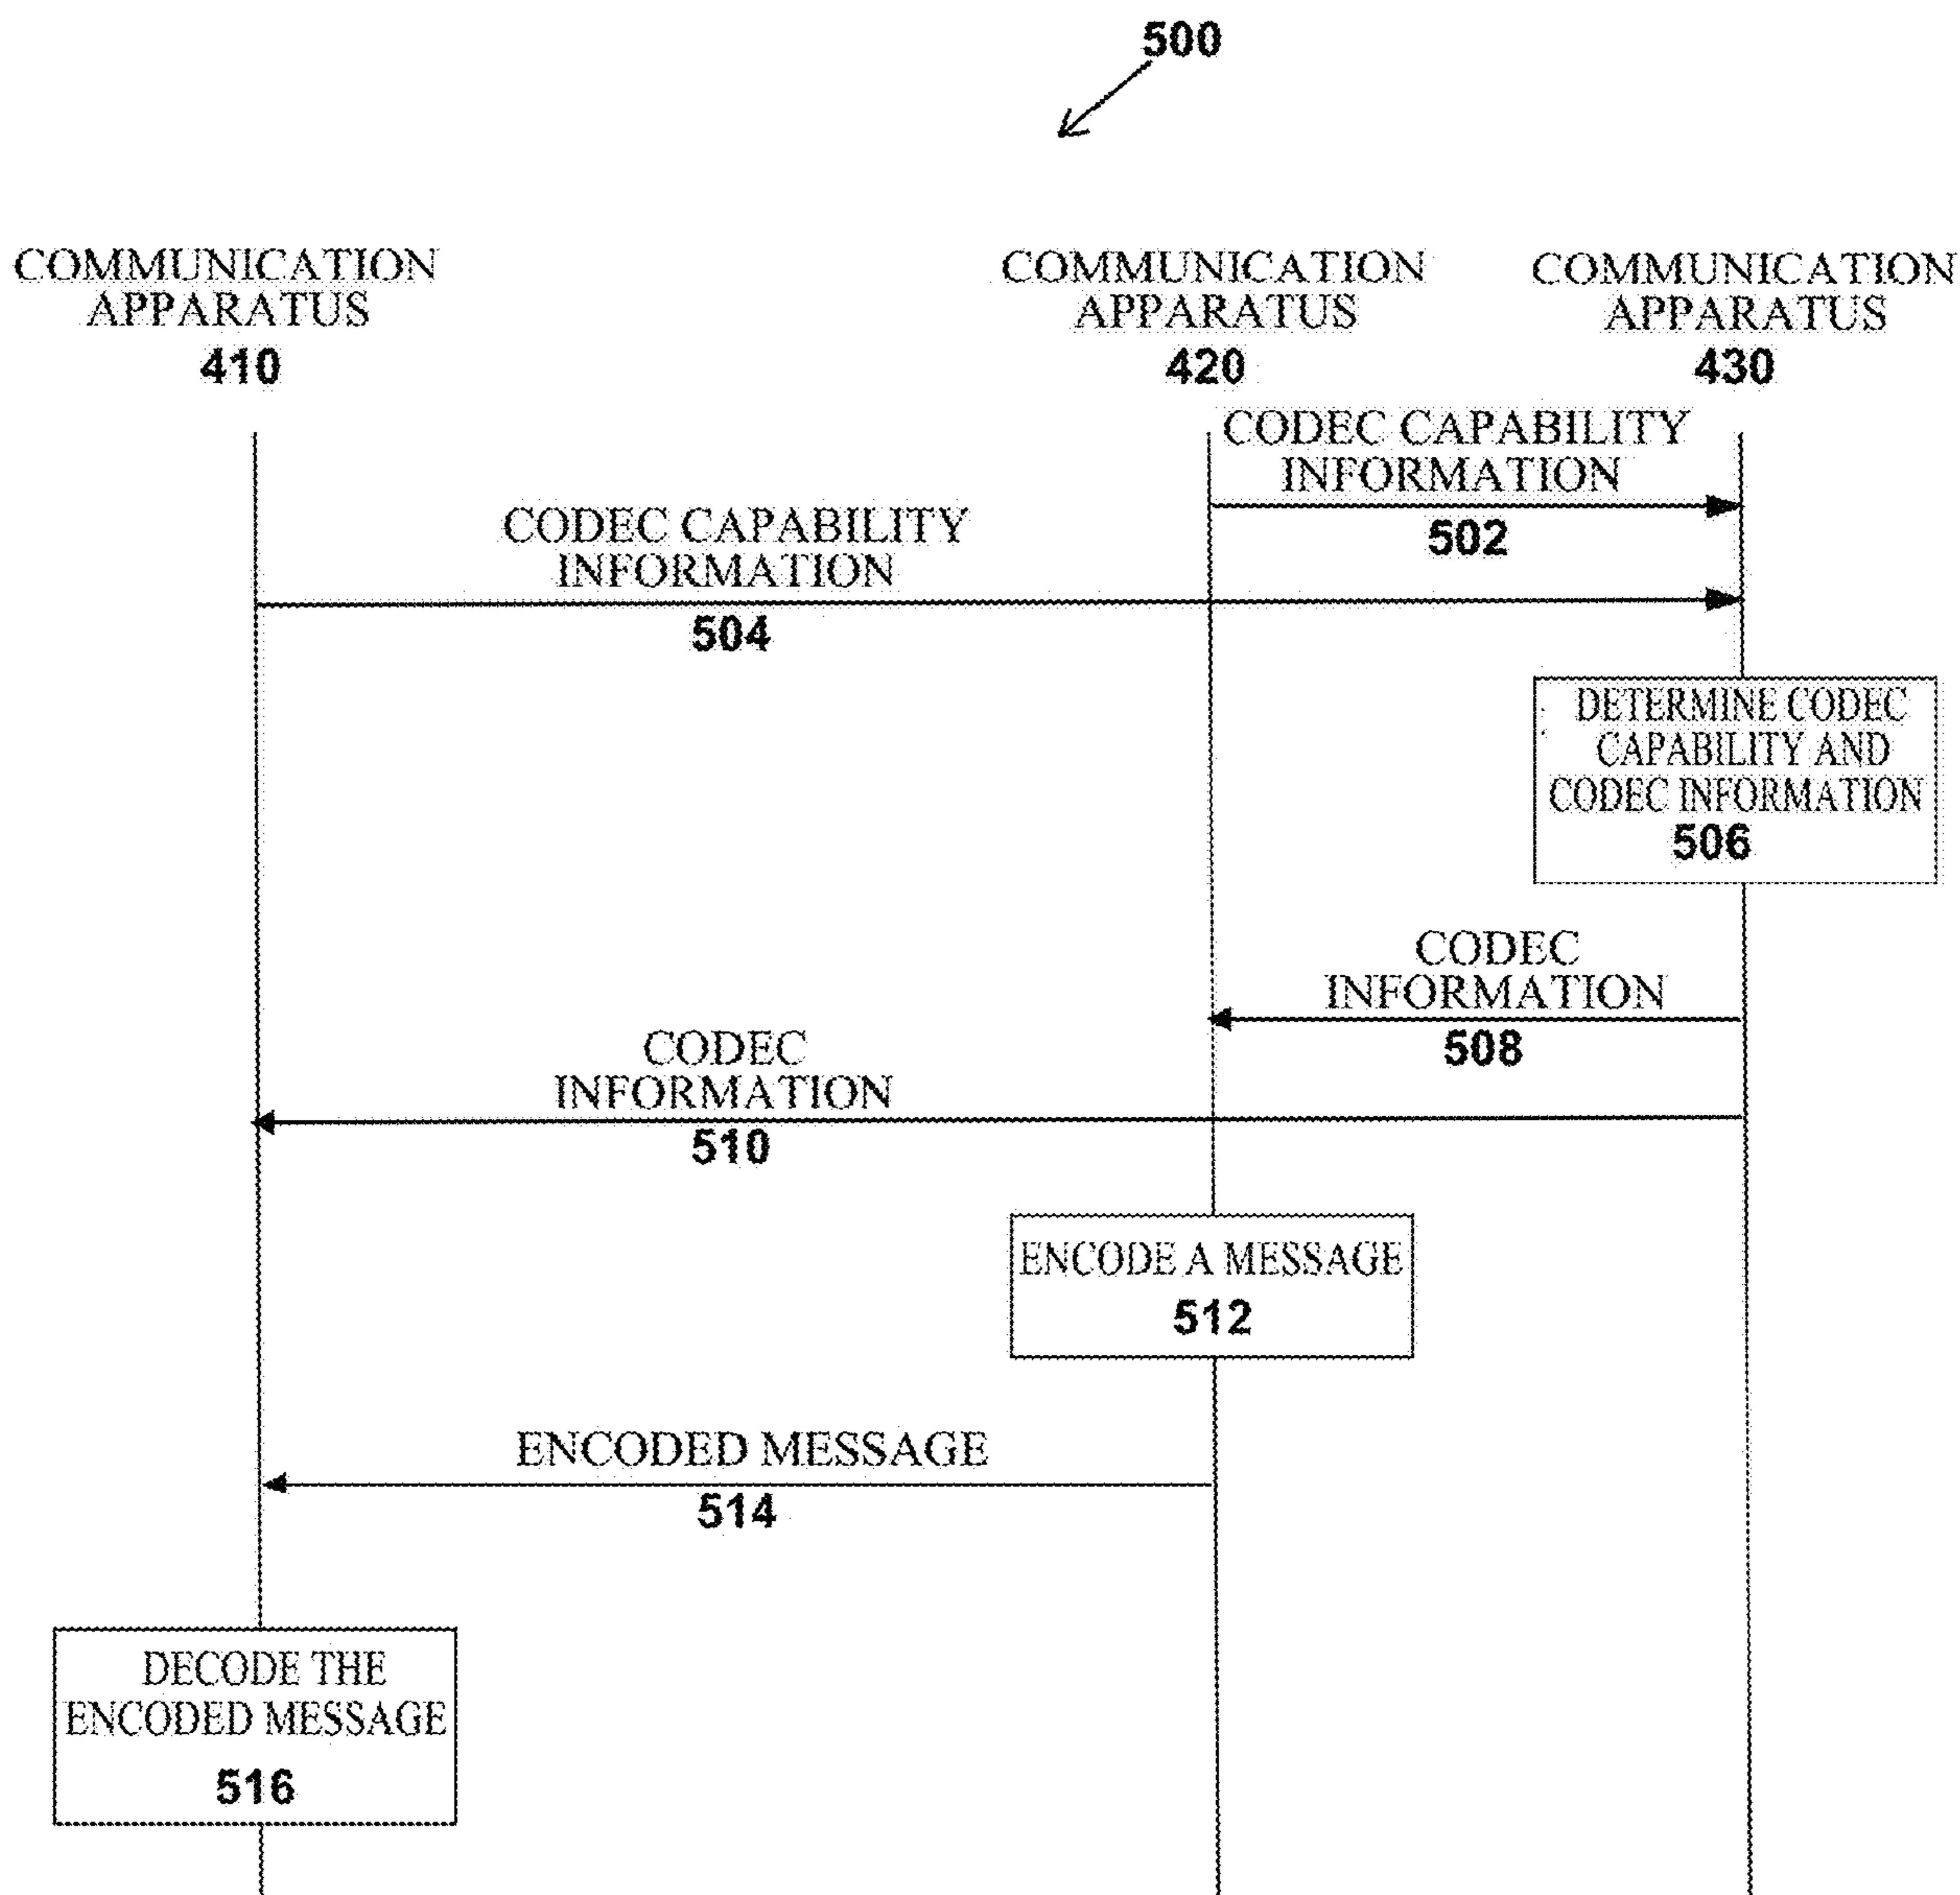 500
COMMUNICATION
APPARATUS
410
COMMUNICATION
APPARATUS
420
COMMUNICATION
APPARATUS
430
CODEC CAPABILITY
INFORMATION
502
CODEC CAPABILITY
INFORMATION
504
DETERMINE CODEC
CAPABILITY AND
CODEC INFORMATION
506
CODEC
INFORMATION
508
CODEC
INFORMATION
510
ENCODE A MESSAGE
512
ENCODED MESSAGE
514
DECODE THE
ENCODED MESSAGE
516